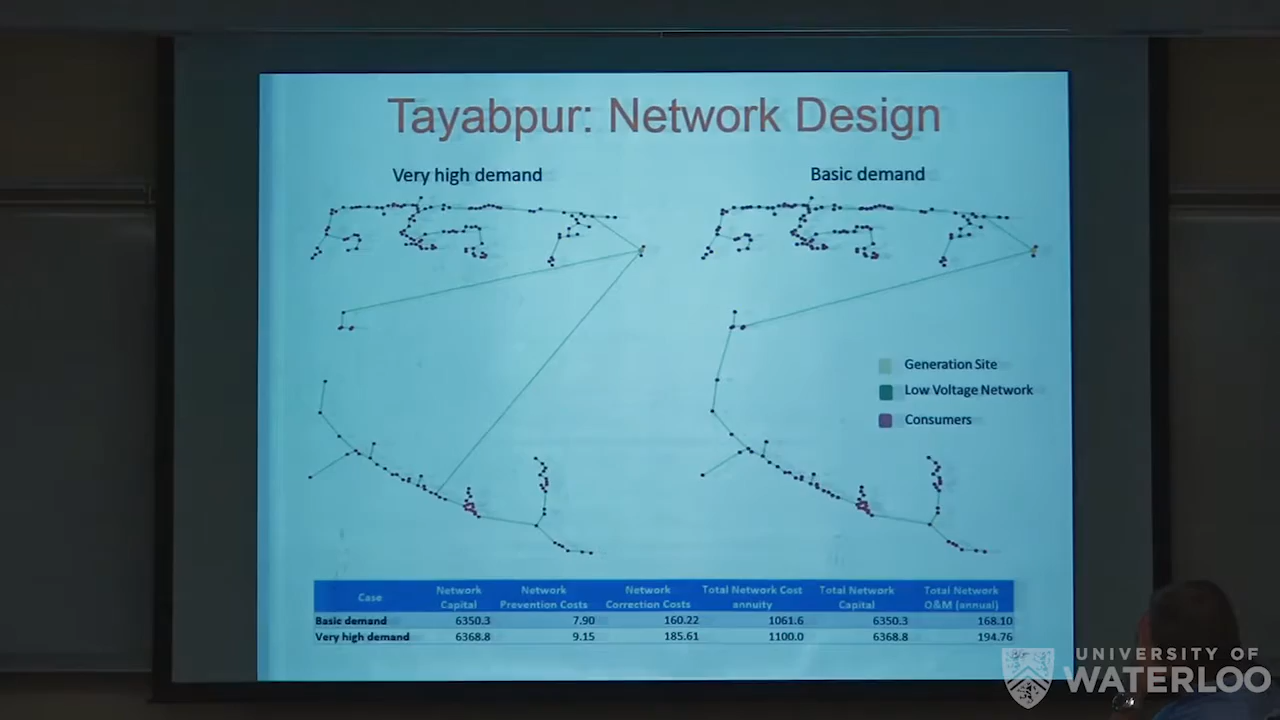 Tayabpur: Network Design
Very high demand
Basic demand
Generation Site
Low Voltage Network
Consumers
Case Network Capital Network Prevention Costs Network Correction Costs Total Network Cost annuity Total Network Capital Total Network O&M (annual)
Basic demand 6350.3 7.90 160.22 1061.6 6350.3 168.10
Very high demand 6368.8 9.15 185.61 1100.0 6368.8 194.76
UNIVERSITY OF
WATERLOO